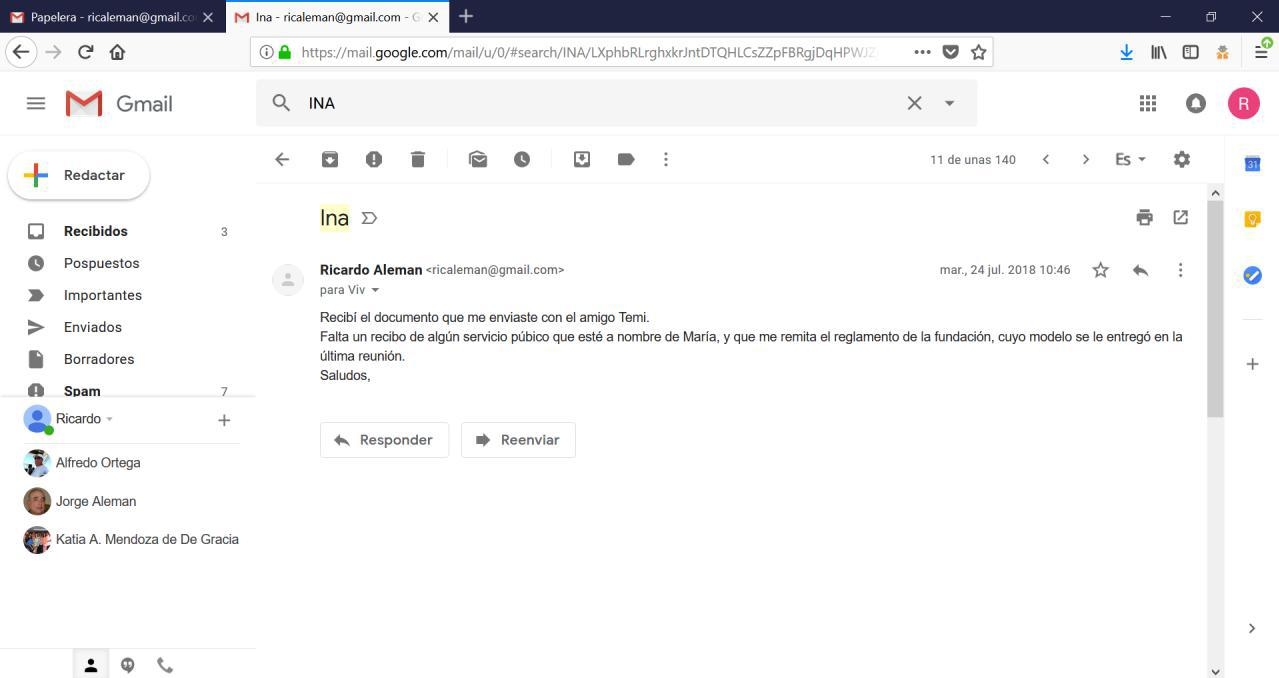 Papelera - ricaleman@gmail.co
Ina - ricaleman@gmail.com - G
https://mail.google.com/mail/u/0/#search/INA/LXphbRLrghxkrJntDTQHLCsZZpFBRgjDqHPWJZ
Gmail
INA
R
Redactar
11 de unas 140
Es
31
Recibidos 3
Pospuestos
Importantes
Enviados
Borradores
Spam 7
Ricardo
Alfredo Ortega
Jorge Aleman
Katia A. Mendoza de De Gracia
Ina
Ricardo Aleman <ricaleman@gmail.com>
mar., 24 jul. 2018 10:46
para Viv
Recibí el documento que me enviaste con el amigo Temi.
Falta un recibo de algún servicio púbico que esté a nombre de María, y que me remita el reglamento de la fundación, cuyo modelo se le entregó en la
última reunión.
Saludos,
Responder
Reenviar